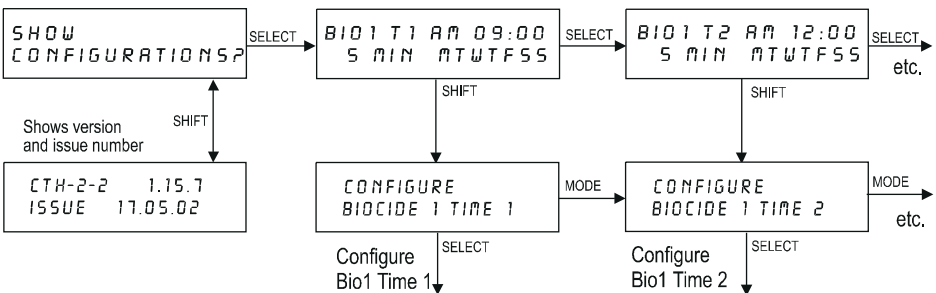 SHOW
CONFIGURATIONS?
SELECT
BIO1 T1 AM 09:00
5 MIN MTWTFSS
SELECT
BIO1 T2 AM 12:00
5 MIN MTWTFSS
SELECT
etc.
SHIFT
SHIFT
SHIFT
Shows version
and issue number
CTH-2-2 1.15.7
ISSUE 17.05.02
CONFIGURE
BIOCIDE 1 TIME 1
MODE
CONFIGURE
BIOCIDE 1 TIME 2
MODE
etc.
SELECT
Configure
Bio1 Time 1
SELECT
Configure
Bio1 Time 2